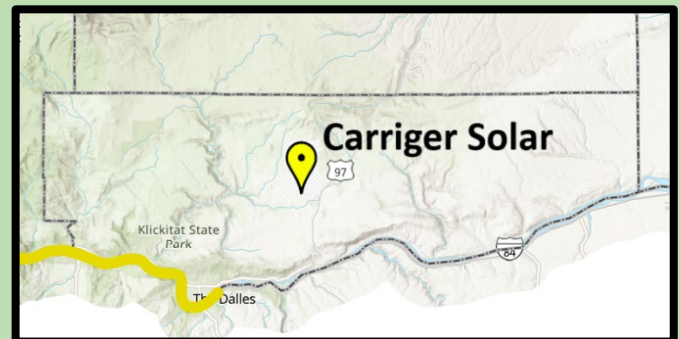 Carriger Solar
97
Klickitat State
Park
84
The Dalles